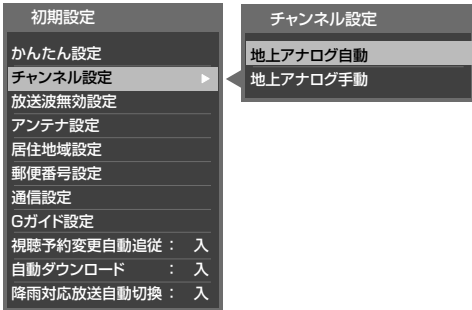 初期設定
かんたん設定
チャンネル設定
放送波無効設定
アンテナ設定
居住地域設定
郵便番号設定
通信設定
Gガイド設定
視聴予約変更自動追従： 入
自動ダウンロード ： 入
降雨対応放送自動切換： 入
チャンネル設定
地上アナログ自動
地上アナログ手動